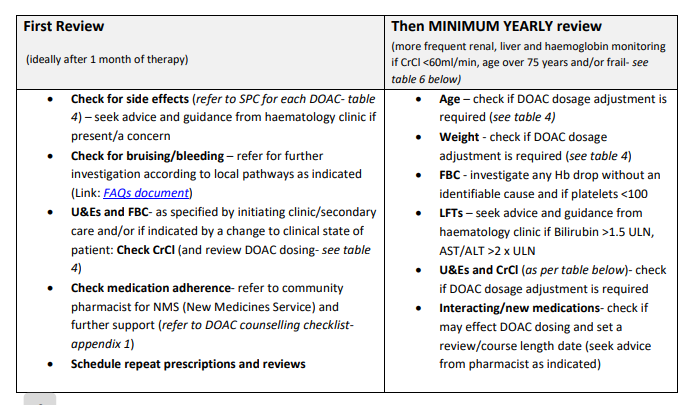 First Review
(ideally after 1 month of therapy)
• Check for side effects (refer to SPC for each DOAC- table
4) – seek advice and guidance from haematology clinic if
present/a concern
• Check for bruising/bleeding – refer for further
investigation according to local pathways as indicated
(Link: FAQs document)
• U&Es and FBC- as specified by initiating clinic/secondary
care and/or if indicated by a change to clinical state of
patient: Check CrCl (and review DOAC dosing- see table
4)
• Check medication adherence- refer to community
pharmacist for NMS (New Medicines Service) and
further support (refer to DOAC counselling checklist-
appendix 1)
• Schedule repeat prescriptions and reviews
Then MINIMUM YEARLY review
(more frequent renal, liver and haemoglobin monitoring
if CrCl <60ml/min, age over 75 years and/or frail- see
table 6 below)
• Age – check if DOAC dosage adjustment is
required (see table 4)
• Weight - check if DOAC dosage
adjustment is required (see table 4)
• FBC - investigate any Hb drop without an
identifiable cause and if platelets <100
• LFTs – seek advice and guidance from
haematology clinic if Bilirubin >1.5 ULN,
AST/ALT >2 x ULN
• U&Es and CrCl (as per table below)- check
if DOAC dosage adjustment is required
• Interacting/new medications- check if
may effect DOAC dosing and set a
review/course length date (seek advice
from pharmacist as indicated)